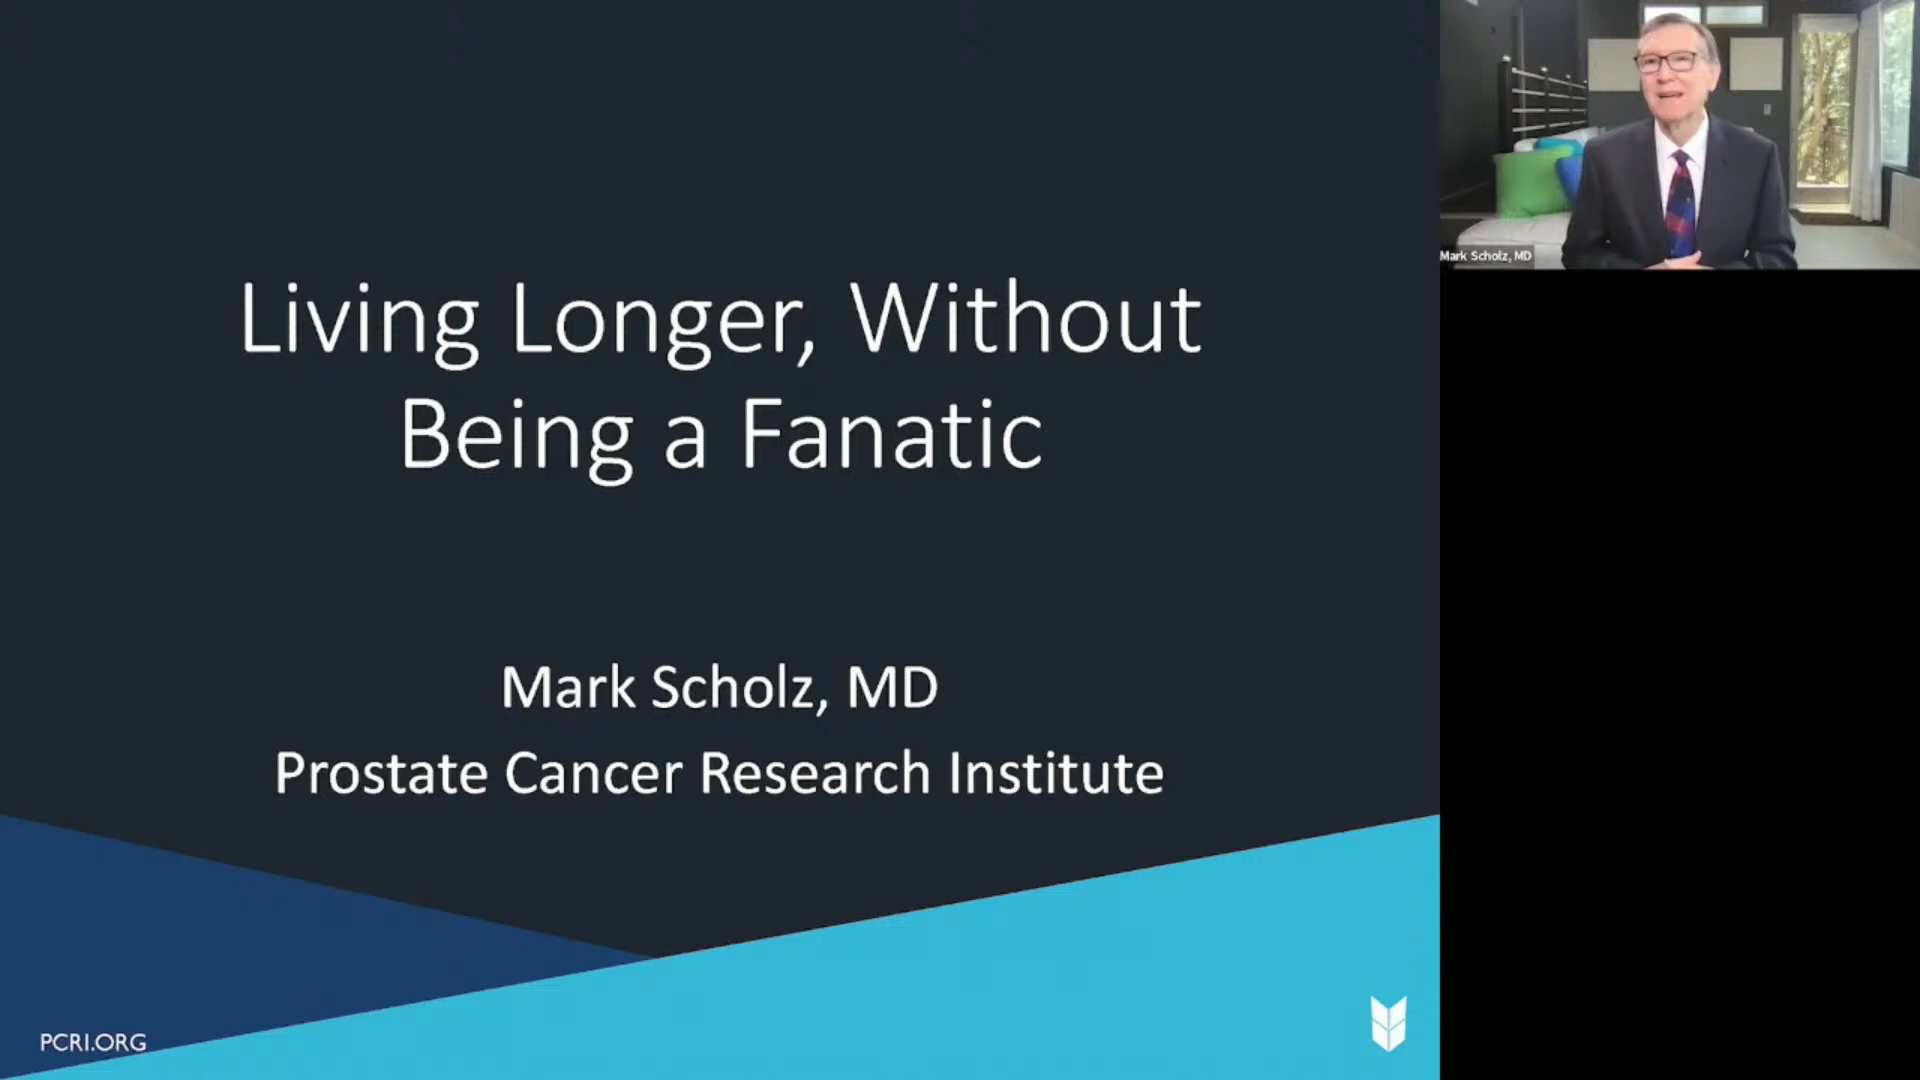 Living Longer, Without
Being a Fanatic
Mark Scholz, MD
Prostate Cancer Research Institute
PCRI.ORG
Mark Scholz, MD